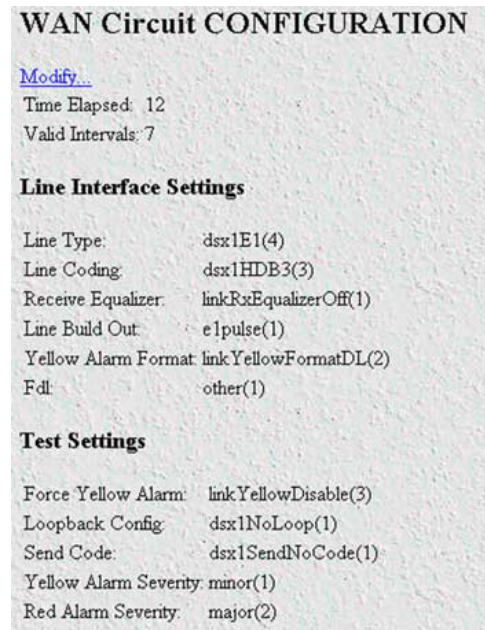 WAN Circuit CONFIGURATION
Modify...
Time Elapsed: 12
Valid Intervals: 7
Line Interface Settings
Line Type: dsx1E1(4)
Line Coding: dsx1HDB3(3)
Receive Equalizer: linkRxEqualizerOff(1)
Line Build Out: e1pulse(1)
Yellow Alarm Format: linkYellowFormatDL(2)
Fdl: other(1)
Test Settings
Force Yellow Alarm: linkYellowDisable(3)
Loopback Config: dsx1NoLoop(1)
Send Code: dsx1SendNoCode(1)
Yellow Alarm Severity: minor(1)
Red Alarm Severity: major(2)